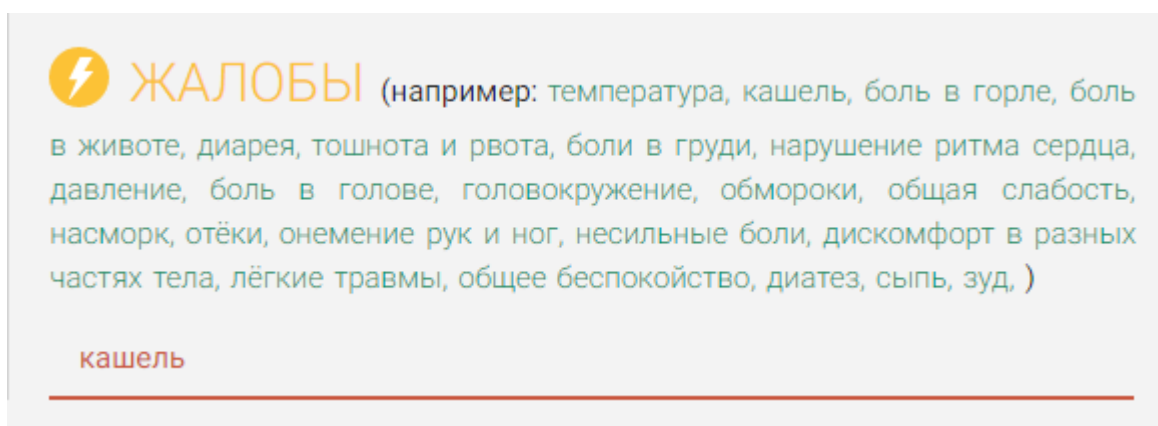 ЖАЛОБЫ (например: температура, кашель, боль в горле, боль
в животе, диарея, тошнота и рвота, боли в груди, нарушение ритма сердца,
давление, боль в голове, головокружение, обмороки, общая слабость,
насморк, отёки, онемение рук и ног, несильные боли, дискомфорт в разных
частях тела, лёгкие травмы, общее беспокойство, диатез, сыпь, зуд, )
кашель